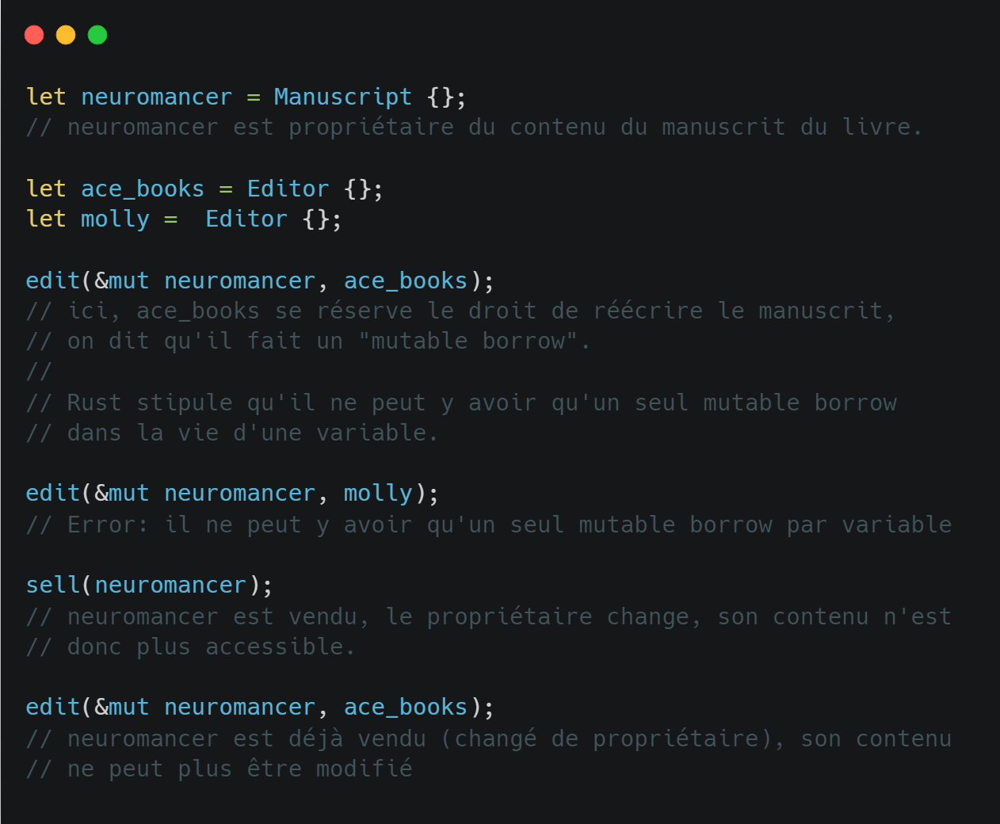 let neuromancer = Manuscript {};
// neuromancer est propriétaire du contenu du manuscrit du livre.
let ace_books = Editor {};
let molly =  Editor {};
edit(&mut neuromancer, ace_books);
// ici, ace_books se réserve le droit de réécrire le manuscrit,
// on dit qu'il fait un "mutable borrow".
//
// Rust stipule qu'il ne peut y avoir qu'un seul mutable borrow
// dans la vie d'une variable.
edit(&mut neuromancer, molly);
// Error: il ne peut y avoir qu'un seul mutable borrow par variable
sell(neuromancer);
// neuromancer est vendu, le propriétaire change, son contenu n'est
// donc plus accessible.
edit(&mut neuromancer, ace_books);
// neuromancer est déjà vendu (changé de propriétaire), son contenu
// ne peut plus être modifié